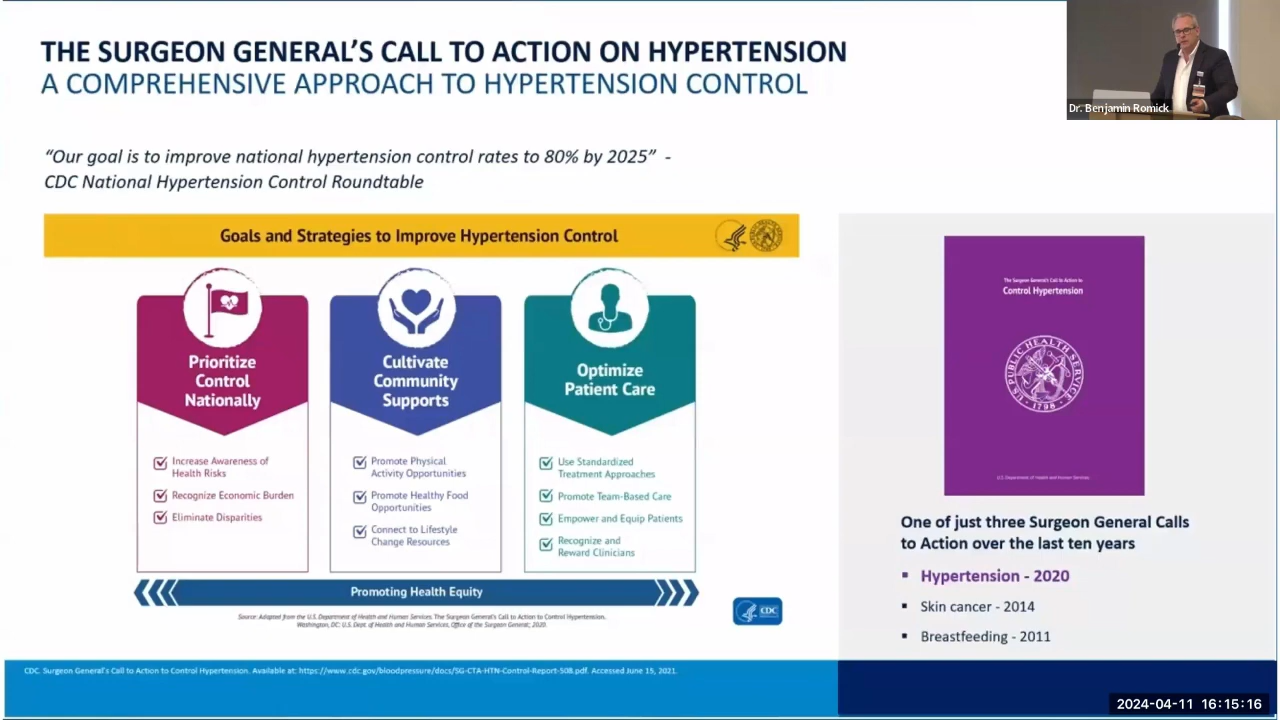 THE SURGEON GENERAL'S CALL TO ACTION ON HYPERTENSION
A COMPREHENSIVE APPROACH TO HYPERTENSION CONTROL
Dr. Benjamin Romick
“Our goal is to improve national hypertension control rates to 80% by 2025” -
CDC National Hypertension Control Roundtable
Goals and Strategies to Improve Hypertension Control
Prioritize
Control
Nationally
Increase Awareness of
Health Risks
Recognize Economic Burden
Eliminate Disparities
Cultivate
Community
Supports
Promote Physical
Activity Opportunities
Promote Healthy Food
Opportunities
Connect to Lifestyle
Change Resources
Optimize
Patient Care
Use Standardized
Treatment Approaches
Promote Team-Based Care
Empower and Equip Patients
Recognize and
Reward Clinicians
Promoting Health Equity
Source: Adapted from the U.S. Department of Health and Human Services. The Surgeon General's Call to Action to Control Hypertension.
Washington, DC: U.S. Dept. of Health and Human Services, Office of the Surgeon General; 2020.
CDC
The Surgeon General's Call to Action to
Control Hypertension
U.S. PUBLIC HEALTH SERVICE
1798
U.S. Department of Health and Human Services
One of just three Surgeon General Calls
to Action over the last ten years
▪ Hypertension - 2020
▪ Skin cancer - 2014
▪ Breastfeeding - 2011
CDC. Surgeon General's Call to Action to Control Hypertension. Available at: https://www.cdc.gov/bloodpressure/docs/SG-CTA-HTN-Control-Report-508.pdf. Accessed June 15, 2021.
2024-04-11 16:15:16